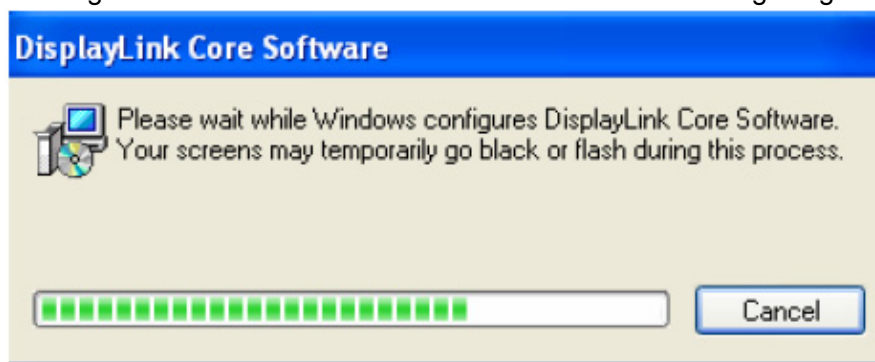 DisplayLink Core Software
Please wait while Windows configures DisplayLink Core Software.
Your screens may temporarily go black or flash during this process.
Cancel